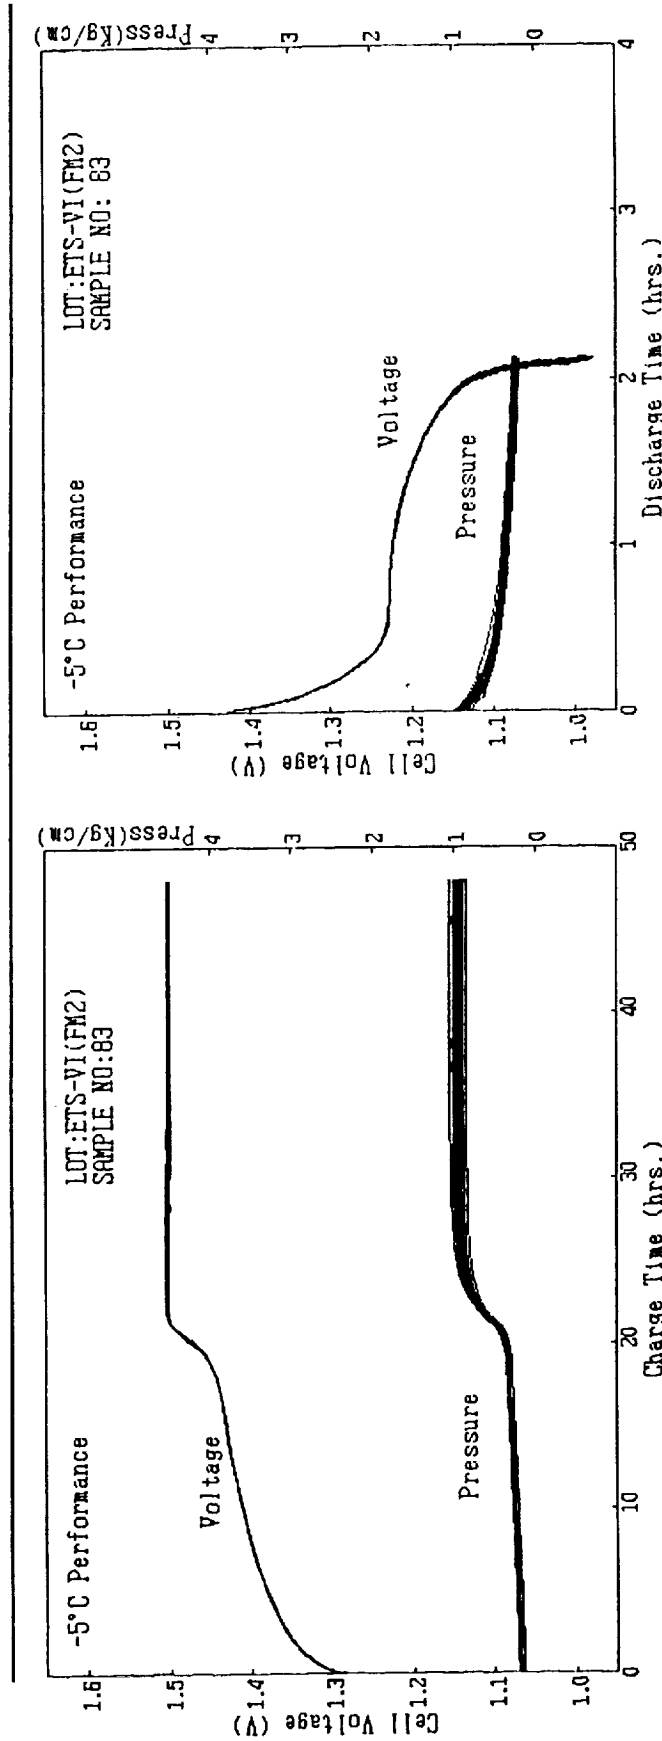 -5°C Performance
LOT:ETS-VI(FM2)
SAMPLE NO:83
Cell Voltage (V)
1.6
1.5
1.4
1.3
1.2
1.1
1.0
Voltage
Pressure
Press(Kg/cm)
4
3
2
1
0
0
10
20
30
40
50
Charge Time (hrs.)
-5°C Performance
LOT:ETS-VI(FM2)
SAMPLE NO: 83
Cell Voltage (V)
1.6
1.5
1.4
1.3
1.2
1.1
1.0
Voltage
Pressure
Press(Kg/cm)
4
3
2
1
0
0
1
2
3
4
Discharge Time (hrs.)